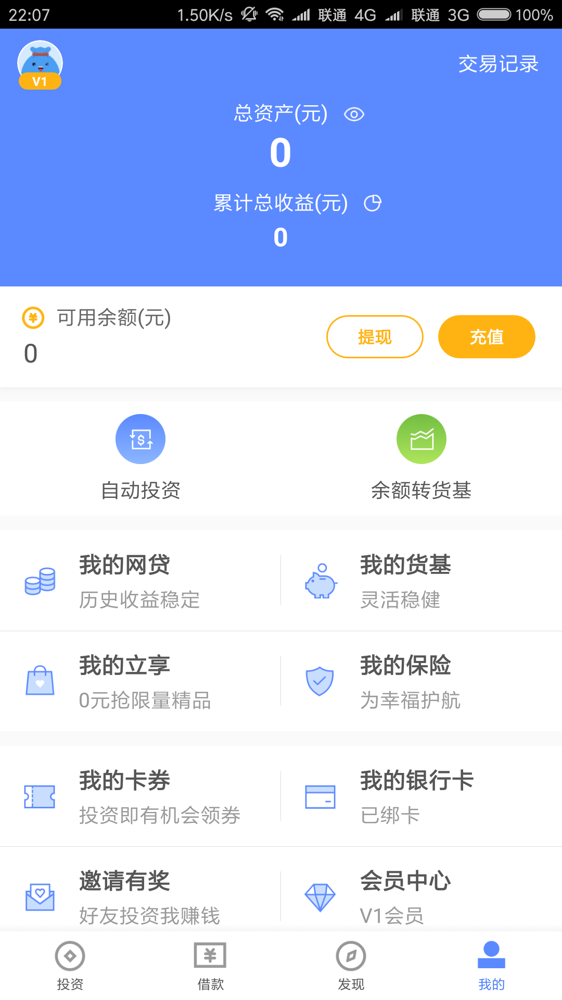 22:07 1.50K/s 联通 4G 联通 3G 100%
V1
交易记录
总资产(元)
0
累计总收益(元)
0
可用余额(元)
0
提现 充值
自动投资 余额转货基
我的网贷 我的货基
历史收益稳定 灵活稳健
我的立享 我的保险
0元抢限量精品 为幸福护航
我的卡券 我的银行卡
投资即有机会领券 已绑卡
邀请有奖 会员中心
好友投资我赚钱 V1会员
投资 借款 发现 我的